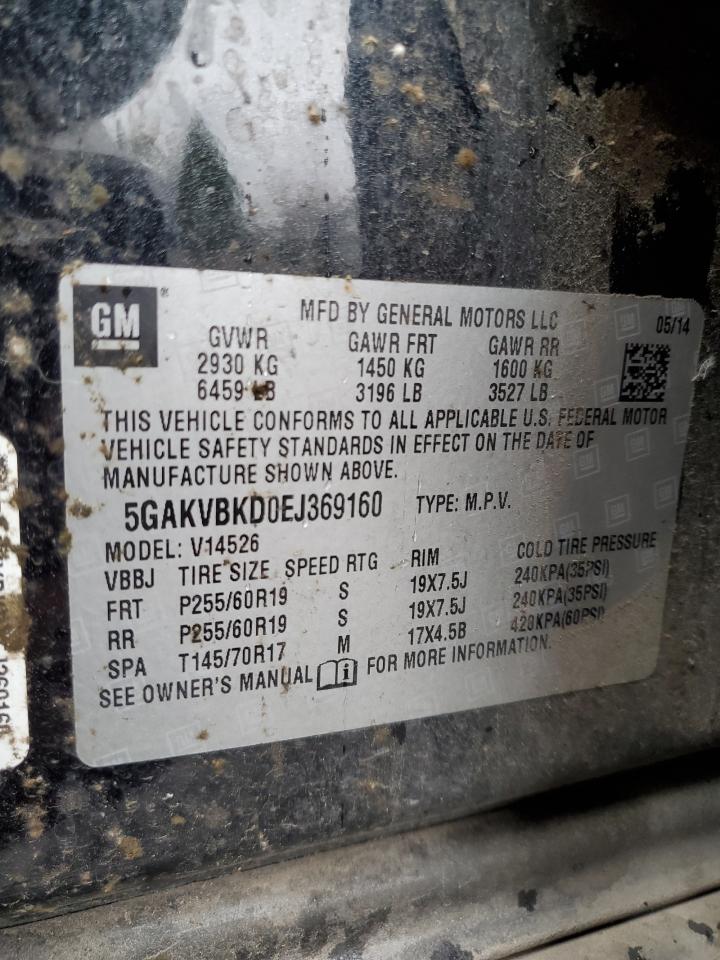 GM
MFD BY GENERAL MOTORS LLC 05/14
GVWR GAWR FRT GAWR RR
2930 KG 1450 KG 1600 KG
6459 LB 3196 LB 3527 LB
THIS VEHICLE CONFORMS TO ALL APPLICABLE U.S. FEDERAL MOTOR
VEHICLE SAFETY STANDARDS IN EFFECT ON THE DATE OF
MANUFACTURE SHOWN ABOVE.
5GAKVBKD0EJ369160 TYPE: M.P.V.
MODEL: V14526
VBBJ TIRE SIZE SPEED RTG RIM COLD TIRE PRESSURE
FRT P255/60R19 S 19X7.5J 240KPA(35PSI)
RR P255/60R19 S 19X7.5J 240KPA(35PSI)
SPA T145/70R17 M 17X4.5B 420KPA(60PSI)
SEE OWNER'S MANUAL FOR MORE INFORMATION.